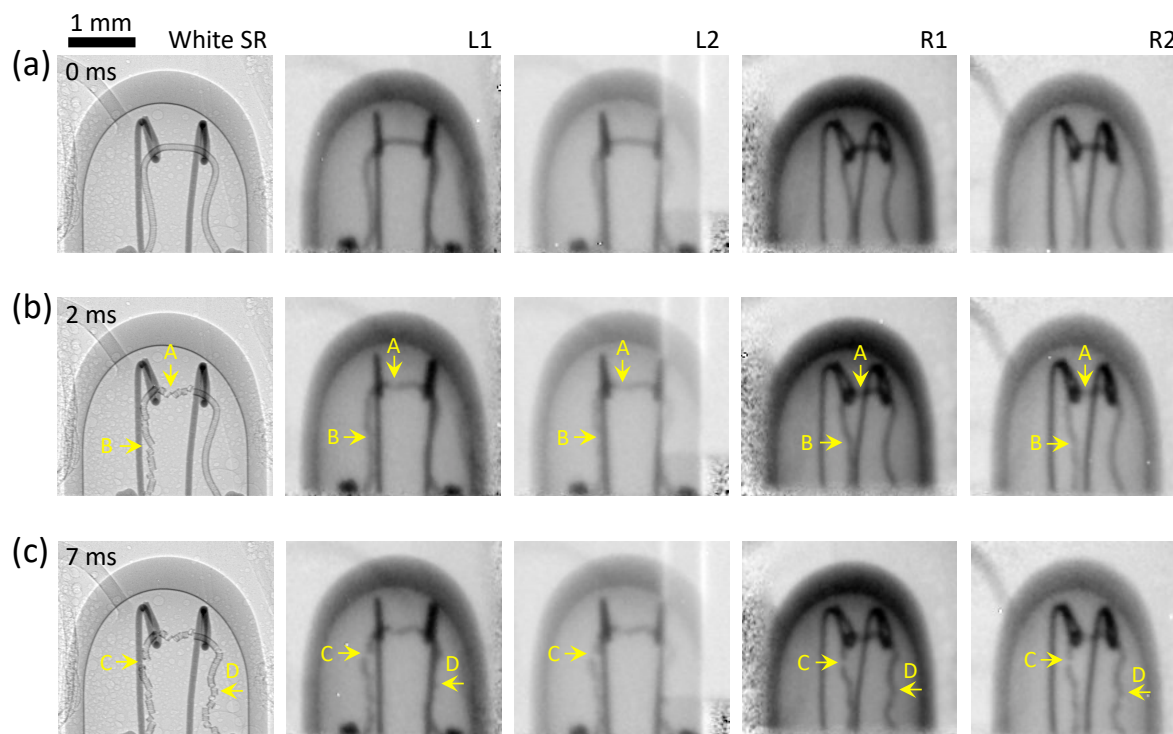 1 mm
White SR L1 L2 R1 R2
(a) 0 ms
(b) 2 ms
A A A A A
B B B B B
(c) 7 ms
C C C C C
D D D D